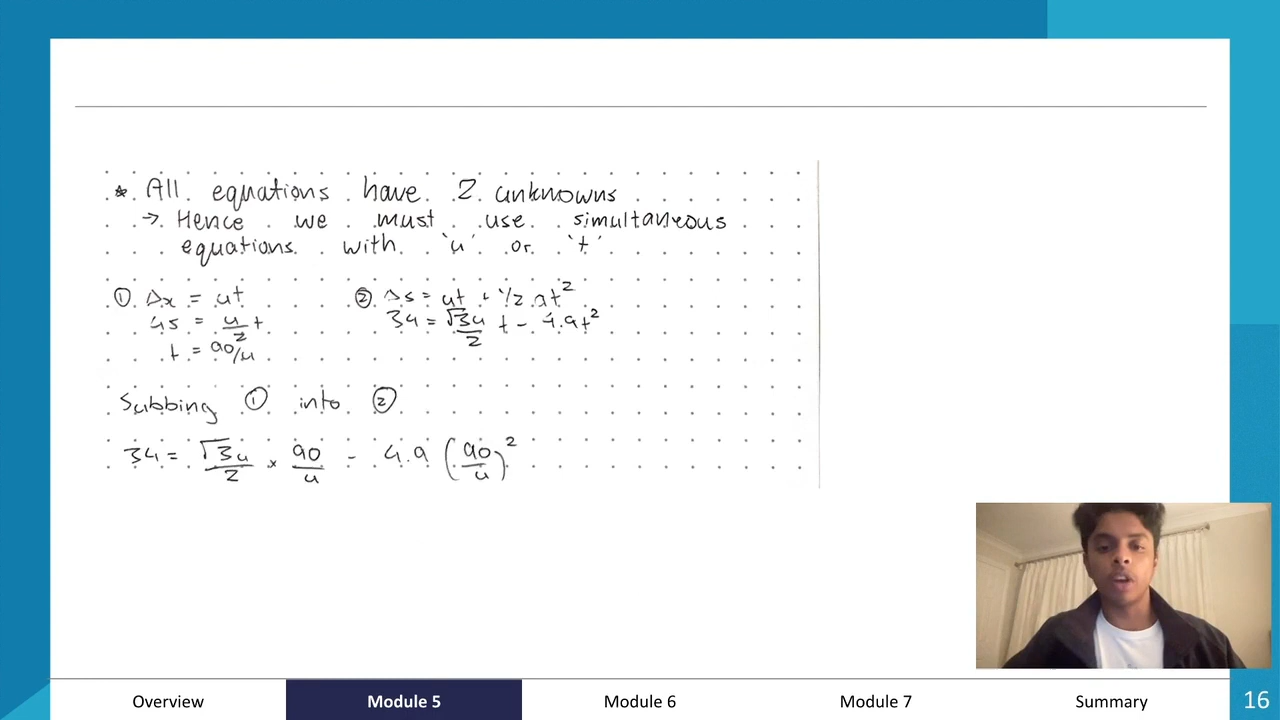 * All equations have 2 unknowns
→ Hence we must use simultaneous
equations with 'u' or 't'
① Δx = ut
45 = u/2 t
t = 90/u
② Δs = ut + 1/2 at²
34 = √3u/2 t - 4.9t²
Subbing ① into ②
34 = √3u/2 × 90/u - 4.9 (90/u)²
Overview Module 5 Module 6 Module 7 Summary 16